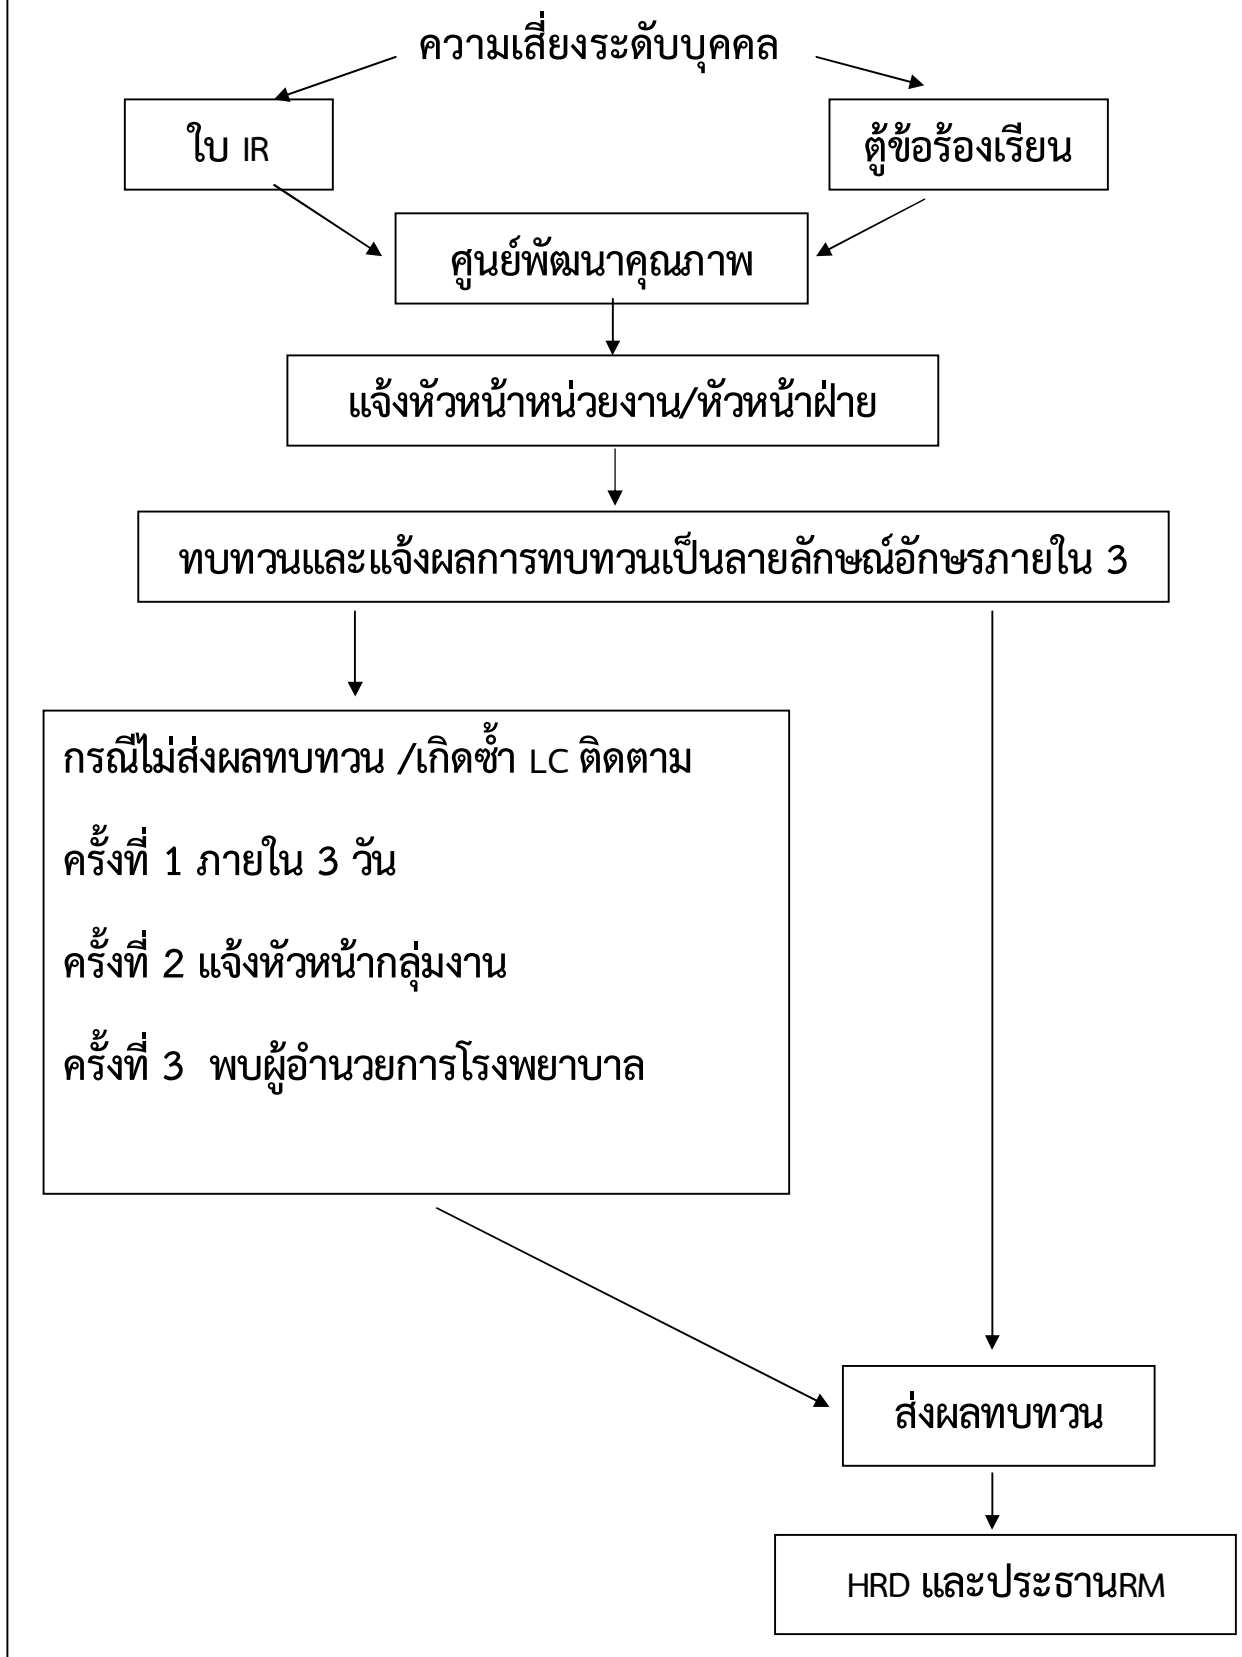 ความเสี่ยงระดับบุคคล
ใบ IR
ตู้ข้อร้องเรียน
ศูนย์พัฒนาคุณภาพ
แจ้งหัวหน้าหน่วยงาน/หัวหน้าฝ่าย
ทบทวนและแจ้งผลการทบทวนเป็นลายลักษณ์อักษรภายใน 3
กรณีไม่ส่งผลทบทวน /เกิดซ้ำ LC ติดตาม
ครั้งที่ 1 ภายใน 3 วัน
ครั้งที่ 2 แจ้งหัวหน้ากลุ่มงาน
ครั้งที่ 3 พบผู้อำนวยการโรงพยาบาล
ส่งผลทบทวน
HRD และประธานRM